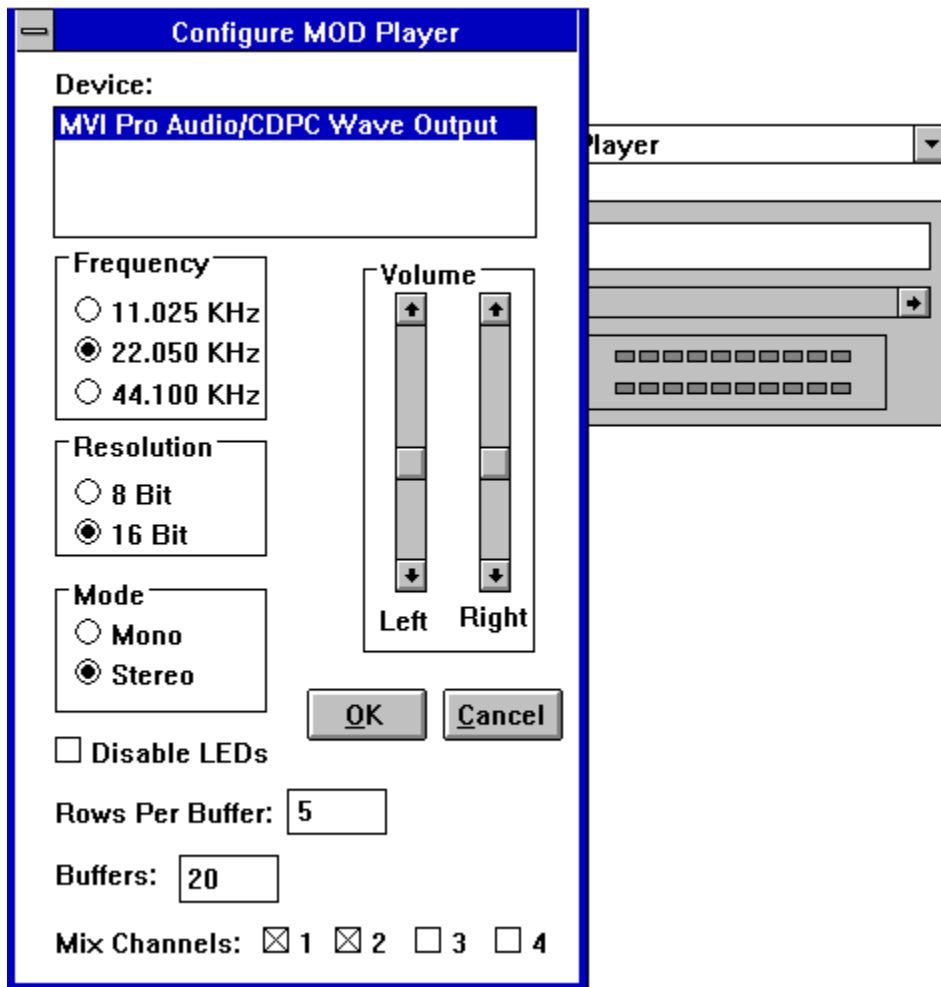 Configure MOD Player
Device:
MVI Pro Audio/CDPC Wave Output
Player
Frequency
11.025 KHz
22.050 KHz
44.100 KHz
Volume
Left
Right
Resolution
8 Bit
16 Bit
Mode
Mono
Stereo
OK
Cancel
Disable LEDs
Rows Per Buffer: 5
Buffers: 20
Mix Channels: 1 2 3 4